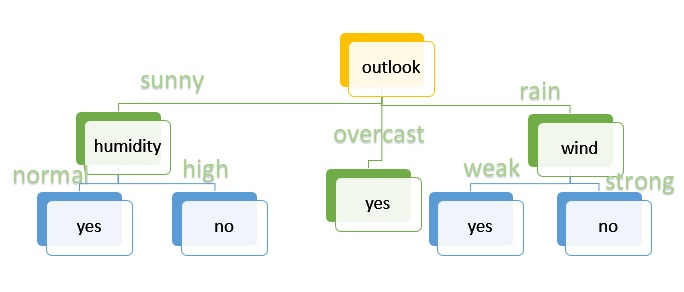 outlook
sunny
rain
overcast
humidity
wind
normal
high
weak
strong
yes
no
yes
yes
no